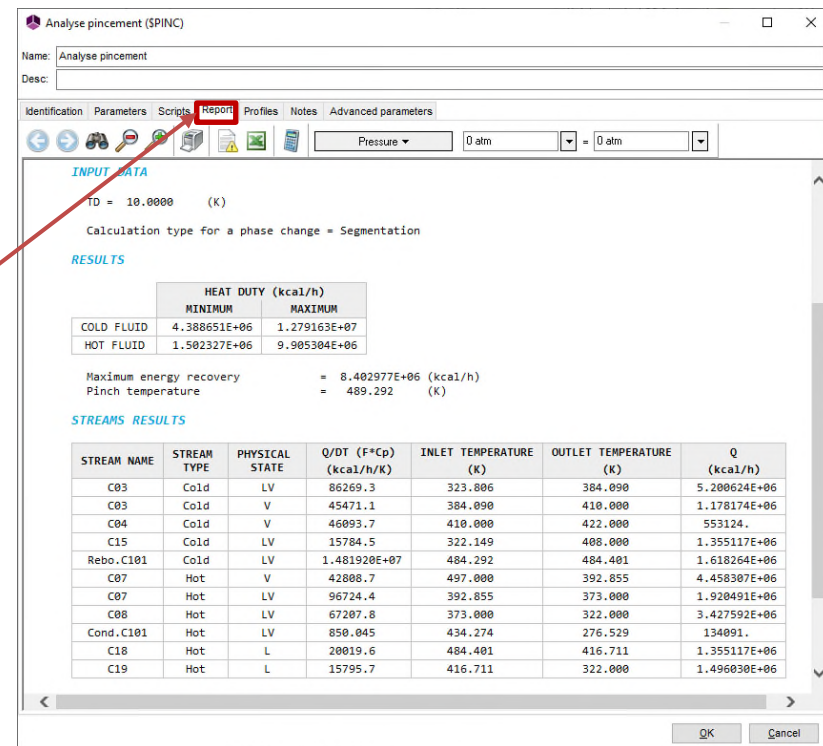 Analyse pincement ($PINC)
Name: Analyse pincement
Desc:
Identification Parameters Scripts Report Profiles Notes Advanced parameters
Pressure 0 atm = 0 atm
INPUT DATA
TD = 10.0000 (K)
Calculation type for a phase change = Segmentation
RESULTS
HEAT DUTY (kcal/h)
MINIMUM MAXIMUM
COLD FLUID 4.388651E+06 1.279163E+07
HOT FLUID 1.502327E+06 9.905304E+06
Maximum energy recovery = 8.402977E+06 (kcal/h)
Pinch temperature = 489.292 (K)
STREAMS RESULTS
STREAM NAME STREAM TYPE PHYSICAL STATE Q/DT (F*Cp) (kcal/h/K) INLET TEMPERATURE (K) OUTLET TEMPERATURE (K) Q (kcal/h)
C03 Cold LV 86269.3 323.806 384.090 5.200624E+06
C03 Cold V 45471.1 384.090 410.000 1.178174E+06
C04 Cold V 46093.7 410.000 422.000 553124.
C15 Cold LV 15784.5 322.149 408.000 1.355117E+06
Rebo.C101 Cold LV 1.481920E+07 484.292 484.401 1.618264E+06
C07 Hot V 42808.7 497.000 392.855 4.458307E+06
C07 Hot LV 96724.4 392.855 373.000 1.920491E+06
C08 Hot LV 67207.8 373.000 322.000 3.427592E+06
Cond.C101 Hot LV 850.045 434.274 276.529 134091.
C18 Hot L 20019.6 484.401 416.711 1.355117E+06
C19 Hot L 15795.7 416.711 322.000 1.496030E+06
OK Cancel